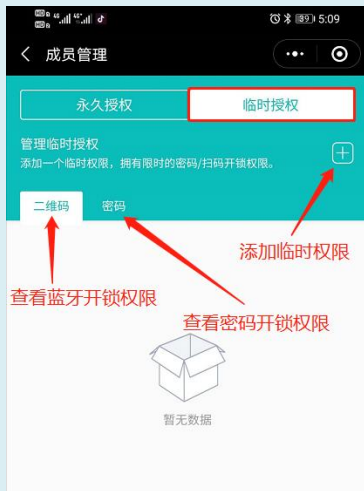 5:09
成员管理
永久授权
临时授权
管理临时授权
添加一个临时权限，拥有限时的密码/扫码开锁权限。
二维码
密码
添加临时权限
查看蓝牙开锁权限
查看密码开锁权限
暂无数据